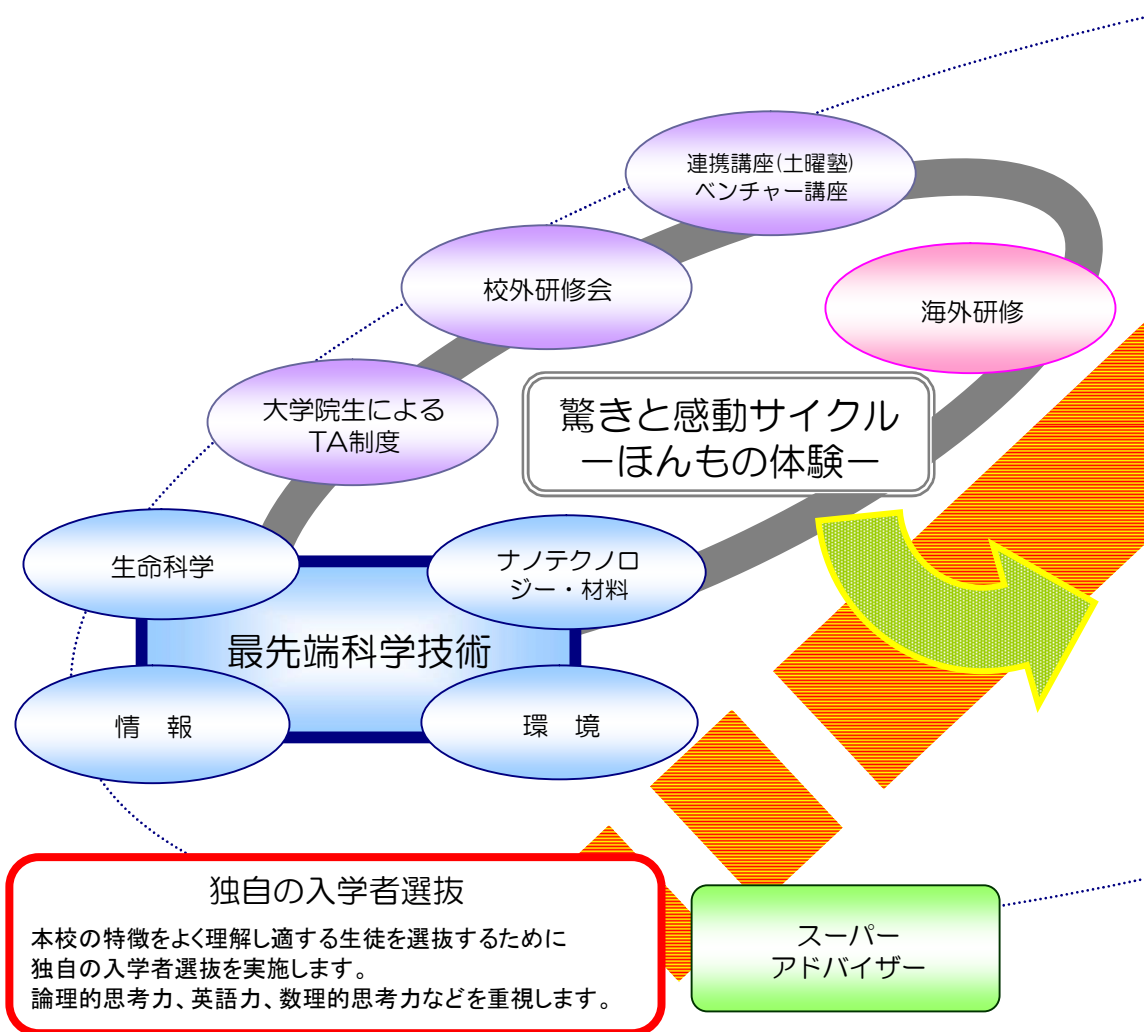 連携講座(土曜塾)
ベンチャー講座
校外研修会
海外研修
大学院生による
TA制度
驚きと感動サイクル
ーほんもの体験ー
生命科学
ナノテクノロ
ジー・材料
最先端科学技術
情　報
環　境
独自の入学者選抜
本校の特徴をよく理解し適する生徒を選抜するために
独自の入学者選抜を実施します。
論理的思考力、英語力、数理的思考力などを重視します。
スーパー
アドバイザー